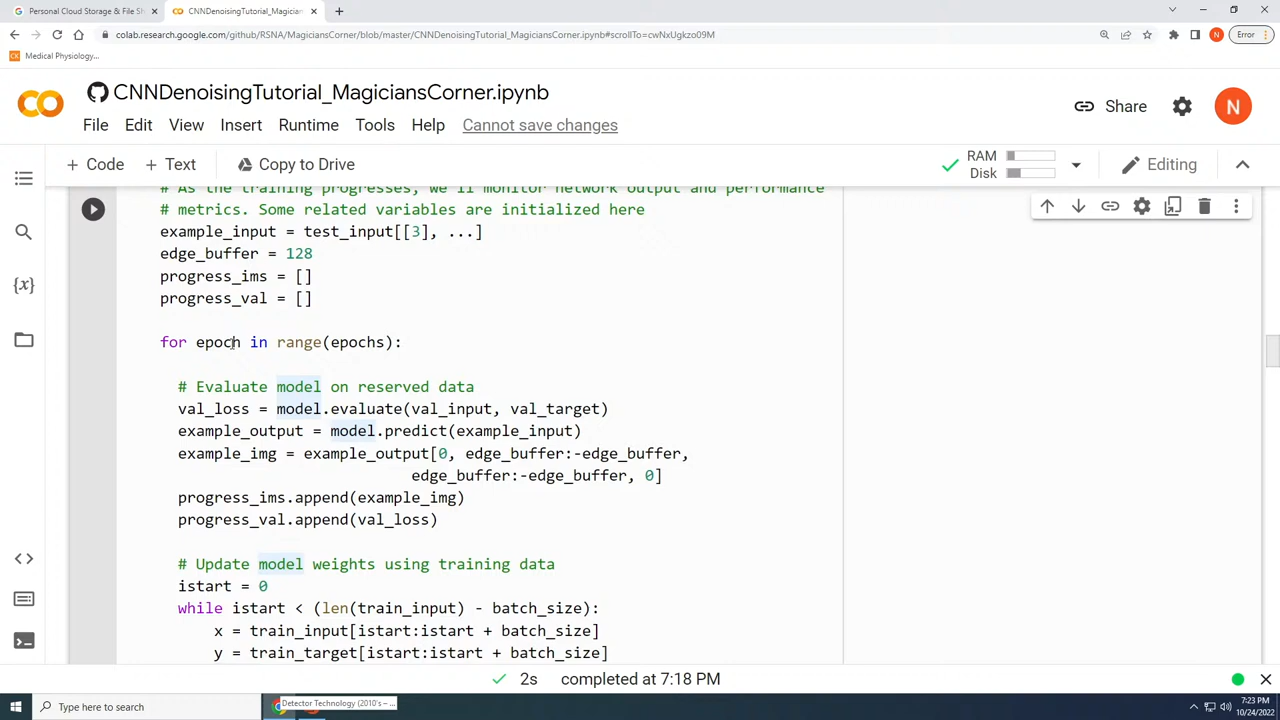 Personal Cloud Storage & File Sh
CNNDenoisingTutorial_Magician
colab.research.google.com/github/RSNA/MagiciansCorner/blob/master/CNNDenoisingTutorial_MagiciansCorner.ipynb#scrollTo=cwNxUgkzo09M
N
Error
Medical Physiology...
CNNDenoisingTutorial_MagiciansCorner.ipynb
Share
N
File Edit View Insert Runtime Tools Help Cannot save changes
+ Code + Text Copy to Drive
RAM
Disk
Editing
# As the training progresses, we'll monitor network output and performance
# metrics. Some related variables are initialized here
example_input = test_input[[3], ...]
edge_buffer = 128
progress_ims = []
progress_val = []
for epoch in range(epochs):
# Evaluate model on reserved data
val_loss = model.evaluate(val_input, val_target)
example_output = model.predict(example_input)
example_img = example_output[0, edge_buffer:-edge_buffer,
edge_buffer:-edge_buffer, 0]
progress_ims.append(example_img)
progress_val.append(val_loss)
# Update model weights using training data
istart = 0
while istart < (len(train_input) - batch_size):
x = train_input[istart:istart + batch_size]
y = train_target[istart:istart + batch_size]
{x}
2s completed at 7:18 PM
Type here to search
Detector Technology (2010's – ...
7:23 PM
10/24/2022